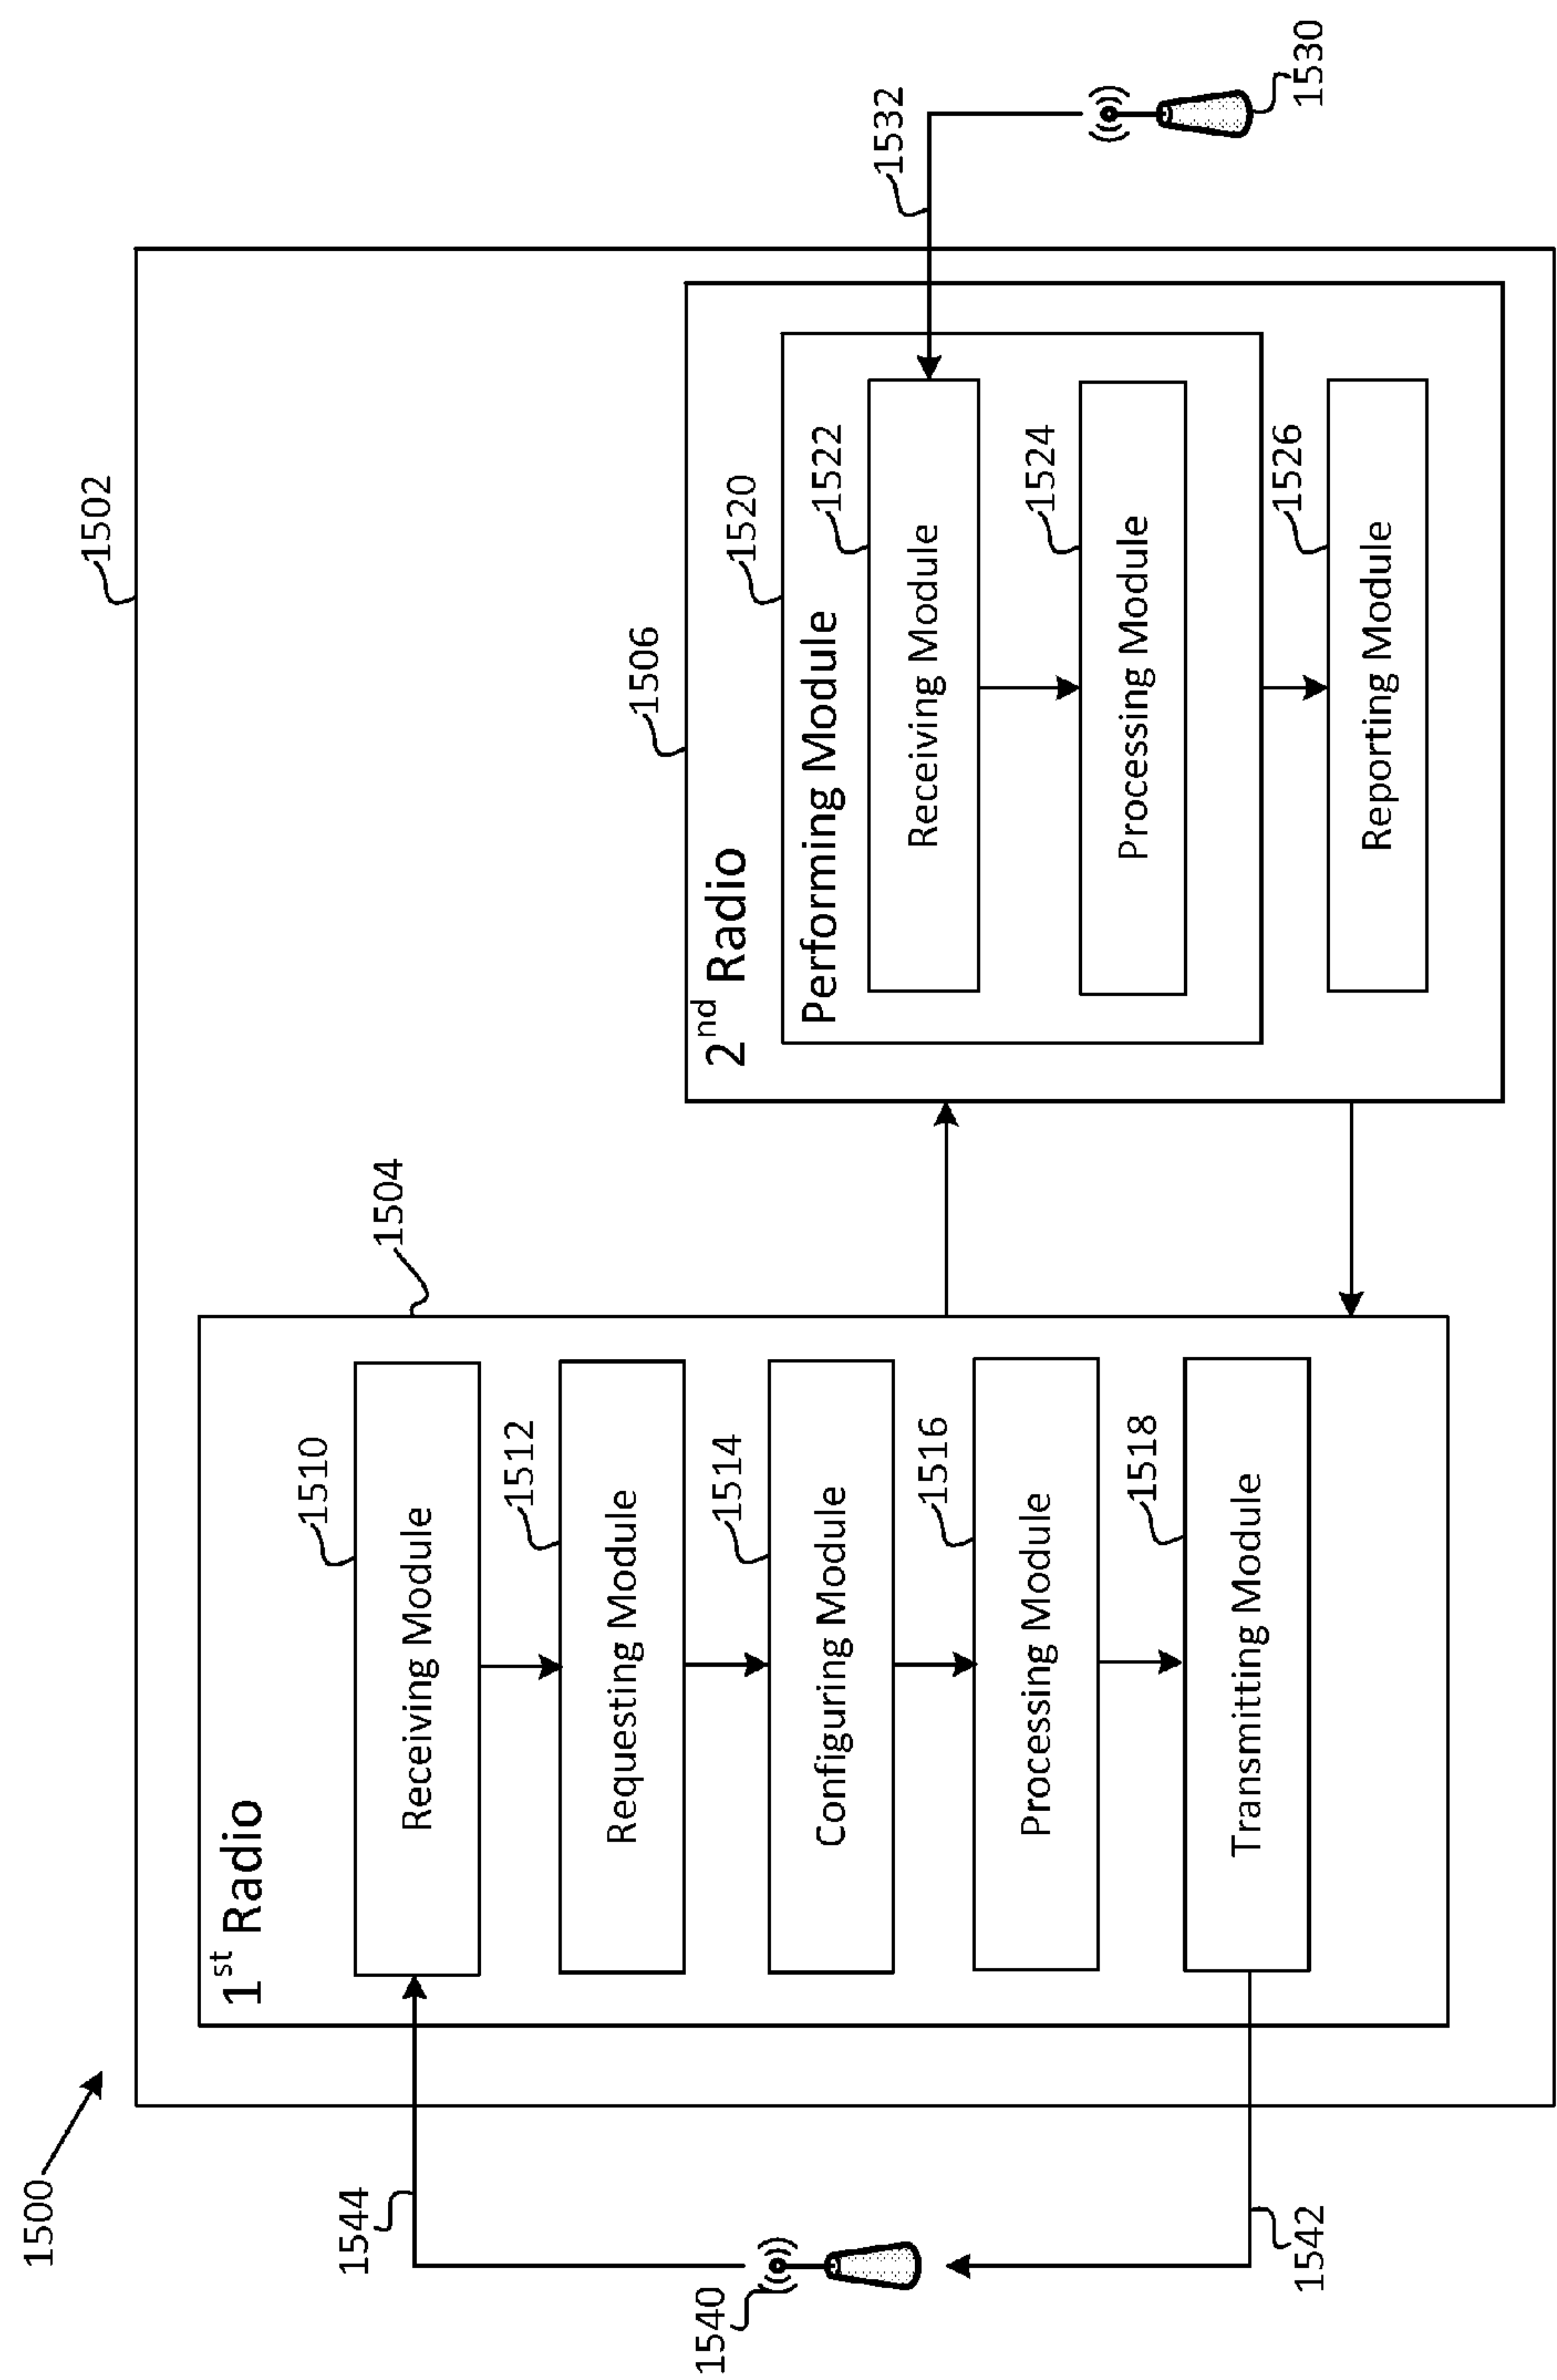 1500
1502
1504
1st Radio
1510
Receiving Module
1512
Requesting Module
1514
Configuring Module
1516
Processing Module
1518
Transmitting Module
1506
2nd Radio
1520
Performing Module
1522
Receiving Module
1524
Processing Module
1526
Reporting Module
1532
1530
1544
1540
1542